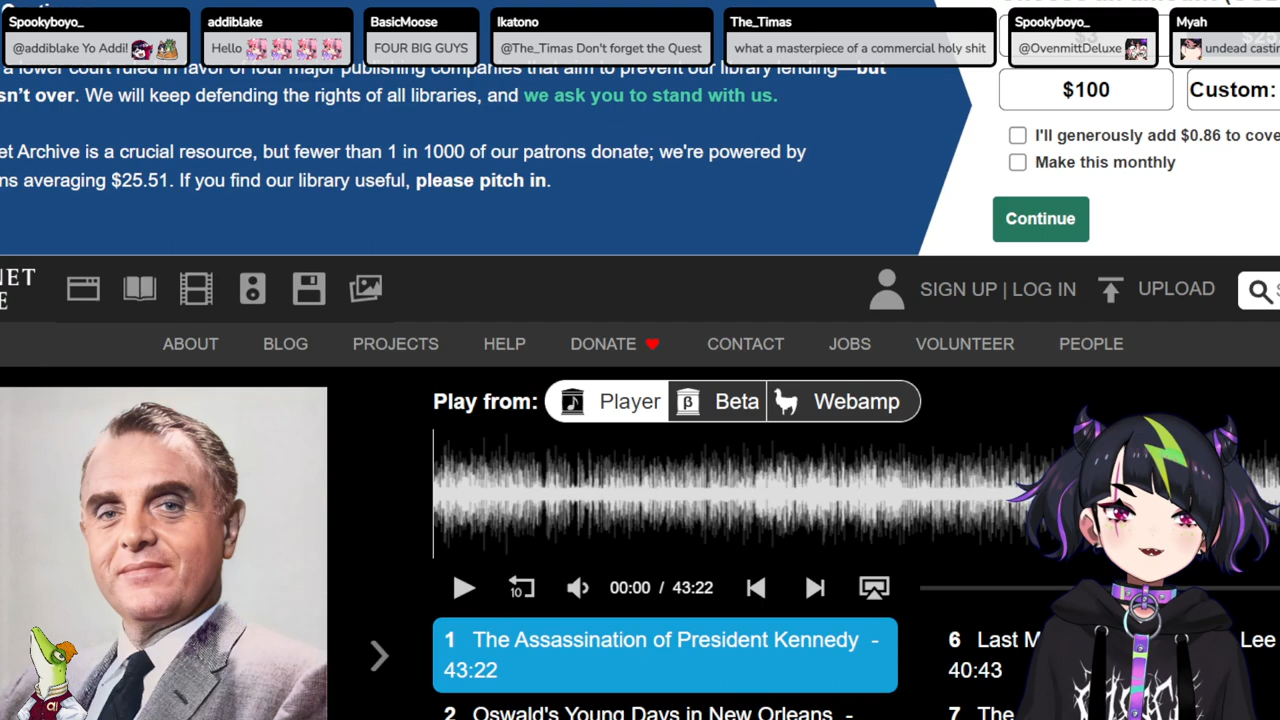 Spookyboyo_
@addiblake Yo Addi!
addiblake
Hello
BasicMoose
FOUR BIG GUYS
Ikatono
@The_Timas Don't forget the Quest
The_Timas
what a masterpiece of a commercial holy shit
Spookyboyo_
@OvenmittDeluxe
Myah
undead casti
a lower court ruled in favor of four major publishing companies that aim to prevent our library lending—but
sn't over. We will keep defending the rights of all libraries, and we ask you to stand with us.
et Archive is a crucial resource, but fewer than 1 in 1000 of our patrons donate; we're powered by
ns averaging $25.51. If you find our library useful, please pitch in.
$100
Custom:
I'll generously add $0.86 to cove
Make this monthly
Continue
NET
E
SIGN UP | LOG IN
UPLOAD
ABOUT
BLOG
PROJECTS
HELP
DONATE
CONTACT
JOBS
VOLUNTEER
PEOPLE
Play from:
Player
Beta
Webamp
10
00:00 / 43:22
1 The Assassination of President Kennedy -
43:22
2 Oswald's Young Days in New Orleans -
6 Last M
Lee
40:43
7 The